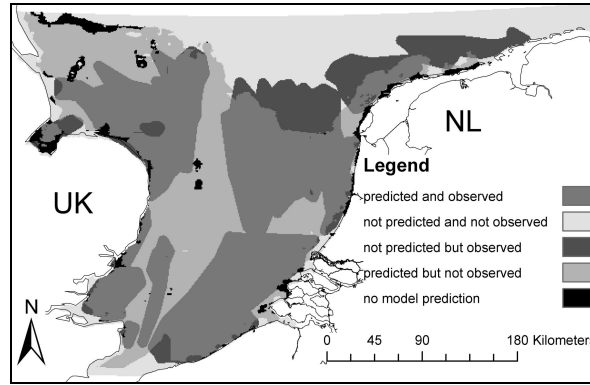 NL
UK
Legend
predicted and observed
not predicted and not observed
not predicted but observed
predicted but not observed
no model prediction
N
0 45 90 180 Kilometers